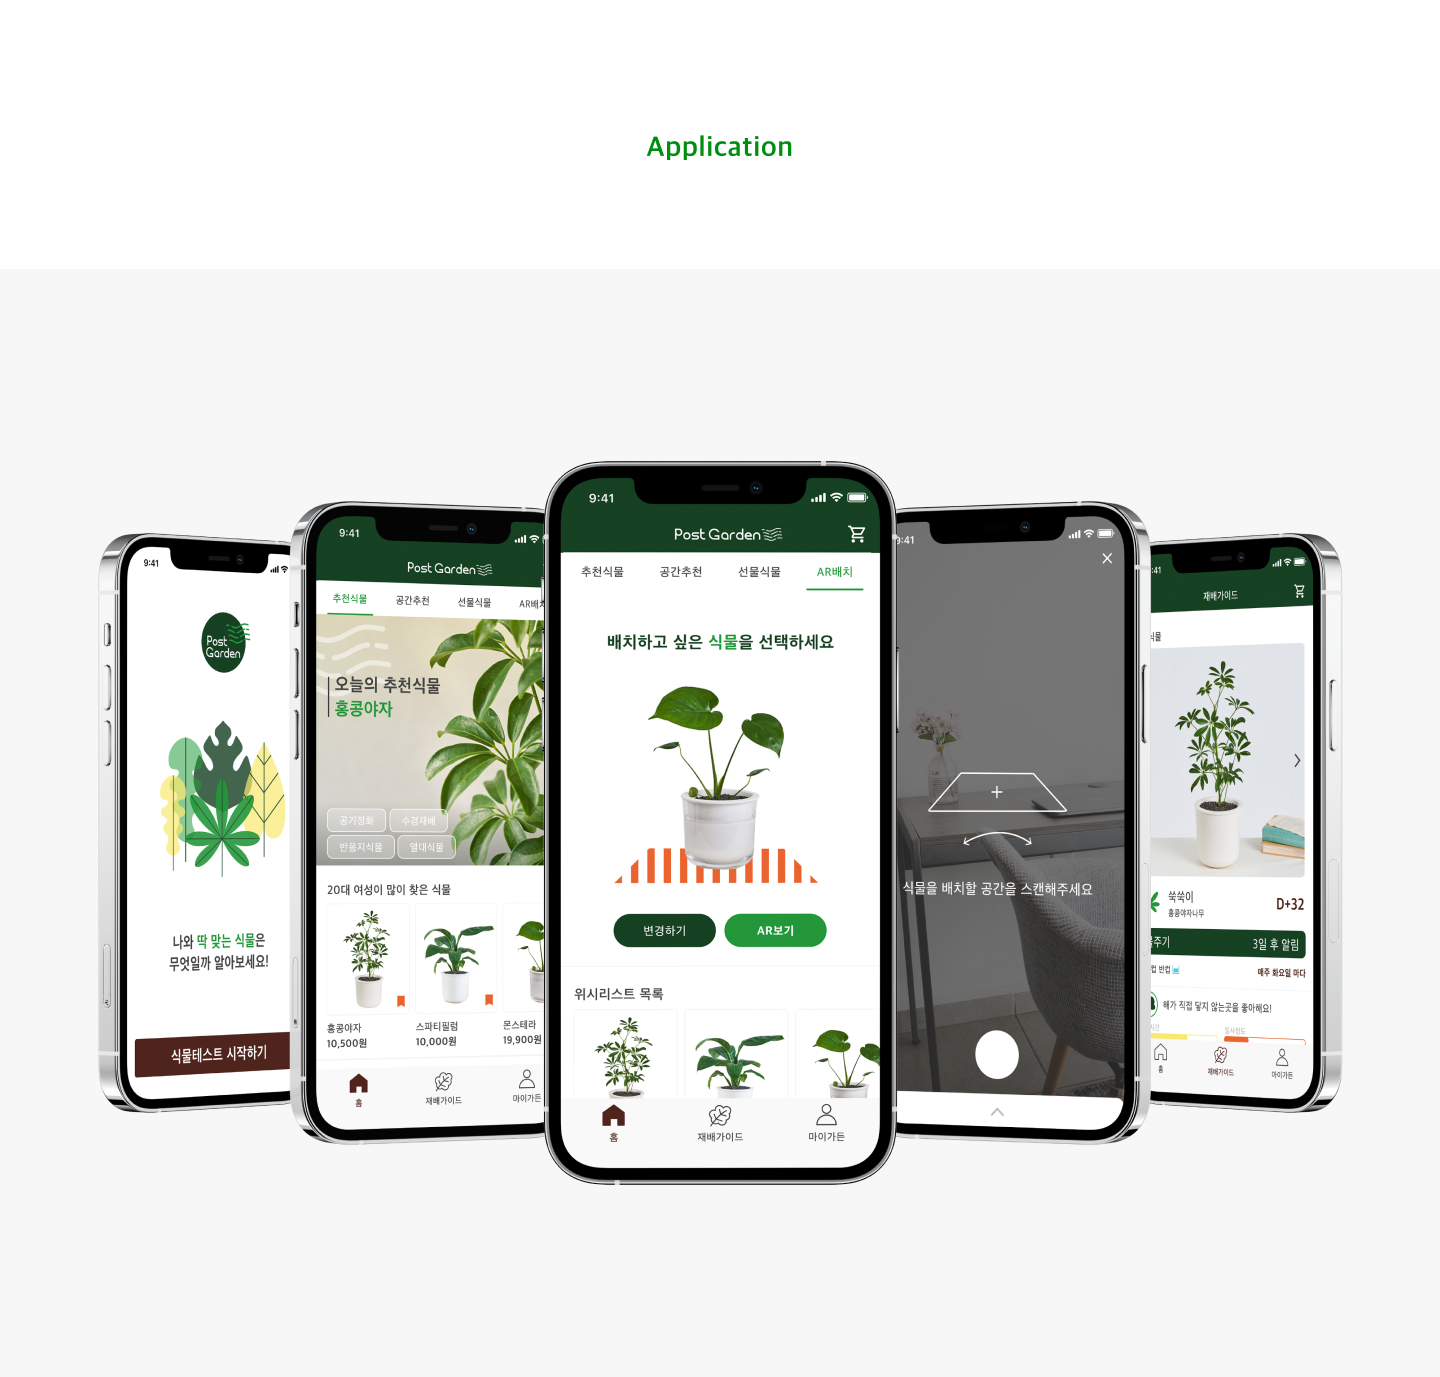 Application
9:41
Post
Garden
나와 딱 맞는 식물은
무엇일까 알아보세요!
식물테스트 시작하기
9:41
Post Garden
추천식물
공간추천
선물식물
AR배치
오늘의 추천식물
홍콩야자
공기정화
수경재배
반음지식물
열대식물
20대 여성이 많이 찾은 식물
홍콩야자
10,500원
스파티필럼
10,000원
몬스테라
19,900원
홈
재배가이드
마이가든
9:41
Post Garden
추천식물
공간추천
선물식물
AR배치
배치하고 싶은 식물을 선택하세요
변경하기
AR보기
위시리스트 목록
홈
재배가이드
마이가든
9:41
식물을 배치할 공간을 스캔해주세요
:41
재배가이드
식물
쑥쑥이
홍콩야자나무
D+32
물주기
3일 후 알림
컵 반컵
매주 화요일 마다
해가 직접 닿지 않는곳을 좋아해요!
일사정도
홈
재배가이드
마이가든